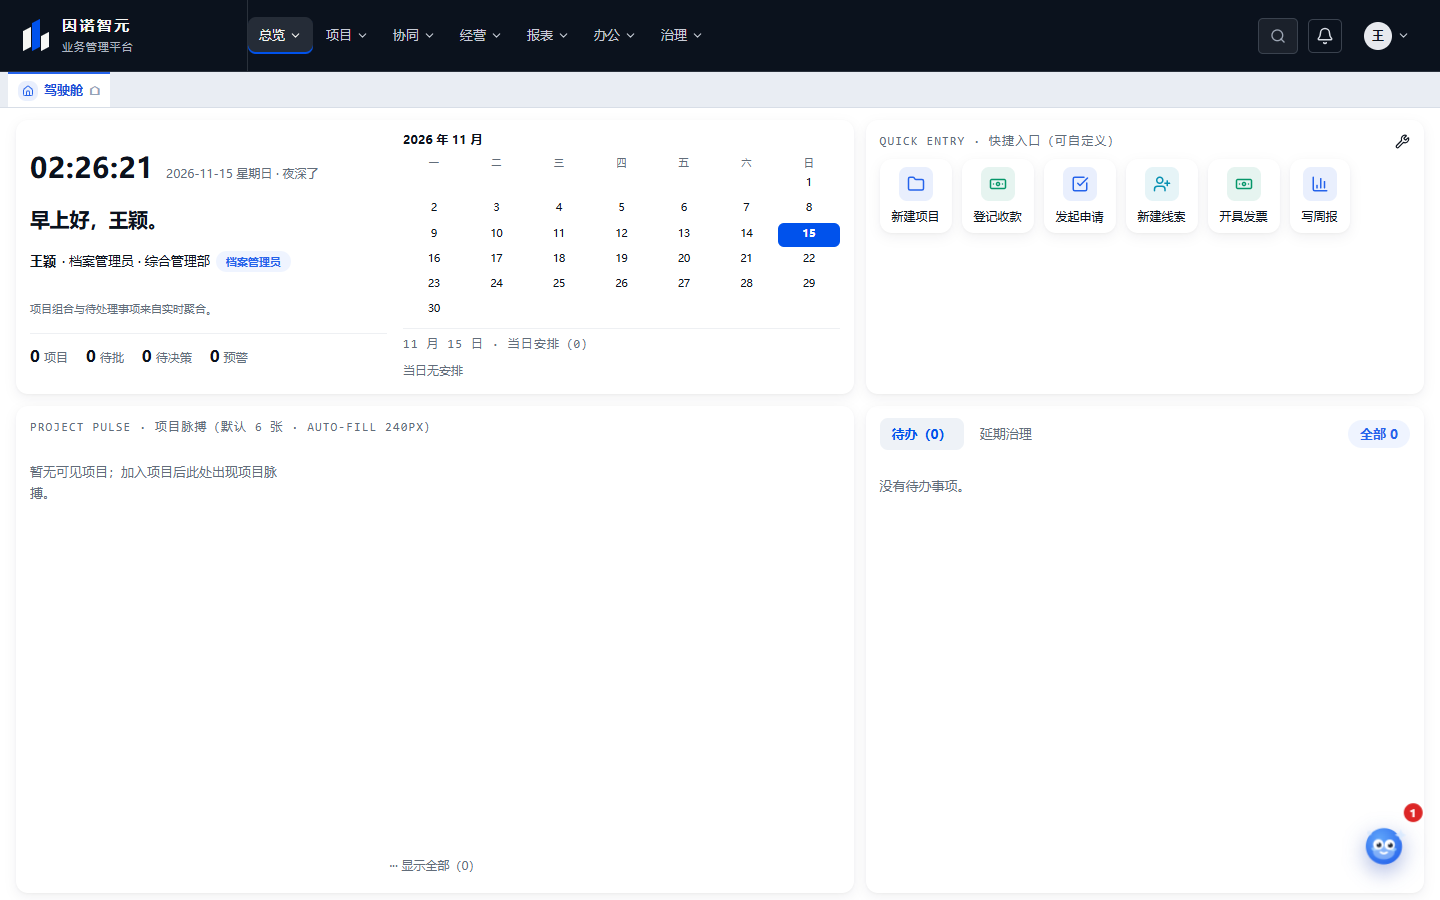 因诺智元
业务管理平台
总览 项目 协同 经营 报表 办公 治理
王
驾驶舱
02:26:21 2026-11-15 星期日 · 夜深了
早上好，王颖。
王颖 · 档案管理员 · 综合管理部 档案管理员
项目组合与待处理事项来自实时聚合。
0 项目 0 待批 0 待决策 0 预警
2026 年 11 月
一 二 三 四 五 六 日
1
2 3 4 5 6 7 8
9 10 11 12 13 14 15
16 17 18 19 20 21 22
23 24 25 26 27 28 29
30
11 月 15 日 · 当日安排 (0)
当日无安排
QUICK ENTRY · 快捷入口 (可自定义)
新建项目 登记收款 发起申请 新建线索 开具发票 写周报
PROJECT PULSE · 项目脉搏 (默认 6 张 · AUTO-FILL 240PX)
暂无可见项目；加入项目后此处出现项目脉
搏。
··· 显示全部（0）
待办（0） 延期治理 全部 0
没有待办事项。
1